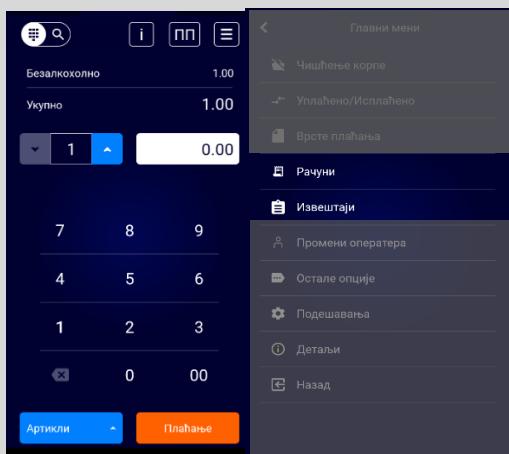 i
ПП
Безалкохолно 1.00
Укупно 1.00
1 0.00
7 8 9
4 5 6
1 2 3
0 00
Артикли
Плаћање
Главни мени
Чишћење корпе
Уплаћено/Исплаћено
Врсте плаћања
Рачуни
Извештаји
Промени оператера
Остале опције
Подешавања
Детаљи
Назад